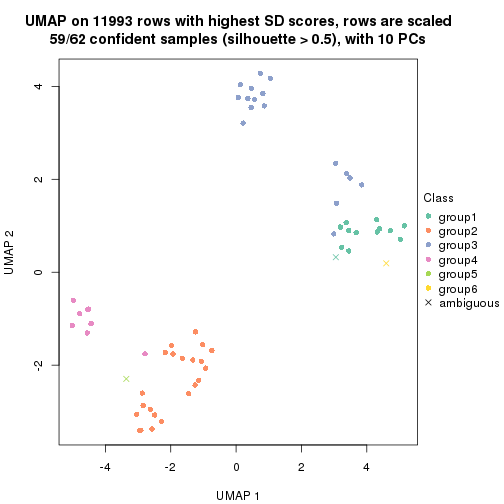 UMAP on 11993 rows with highest SD scores, rows are scaled
59/62 confident samples (silhouette > 0.5), with 10 PCs
4
2
0
-2
UMAP 2
-4
-2
0
2
4
UMAP 1
Class
group1
group2
group3
group4
group5
group6
ambiguous